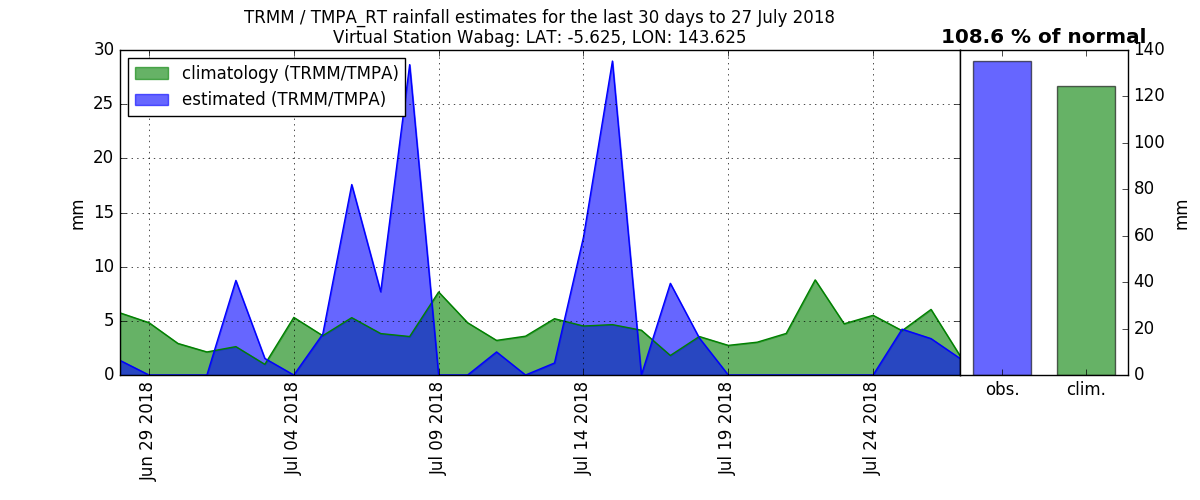 TRMM / TMPA_RT rainfall estimates for the last 30 days to 27 July 2018
Virtual Station Wabag: LAT: -5.625, LON: 143.625
108.6 % of normal
climatology (TRMM/TMPA)
estimated (TRMM/TMPA)
30
25
20
15
10
5
0
mm
Jun 29 2018
Jul 04 2018
Jul 09 2018
Jul 14 2018
Jul 19 2018
Jul 24 2018
obs.
clim.
140
120
100
80
60
40
20
0
mm